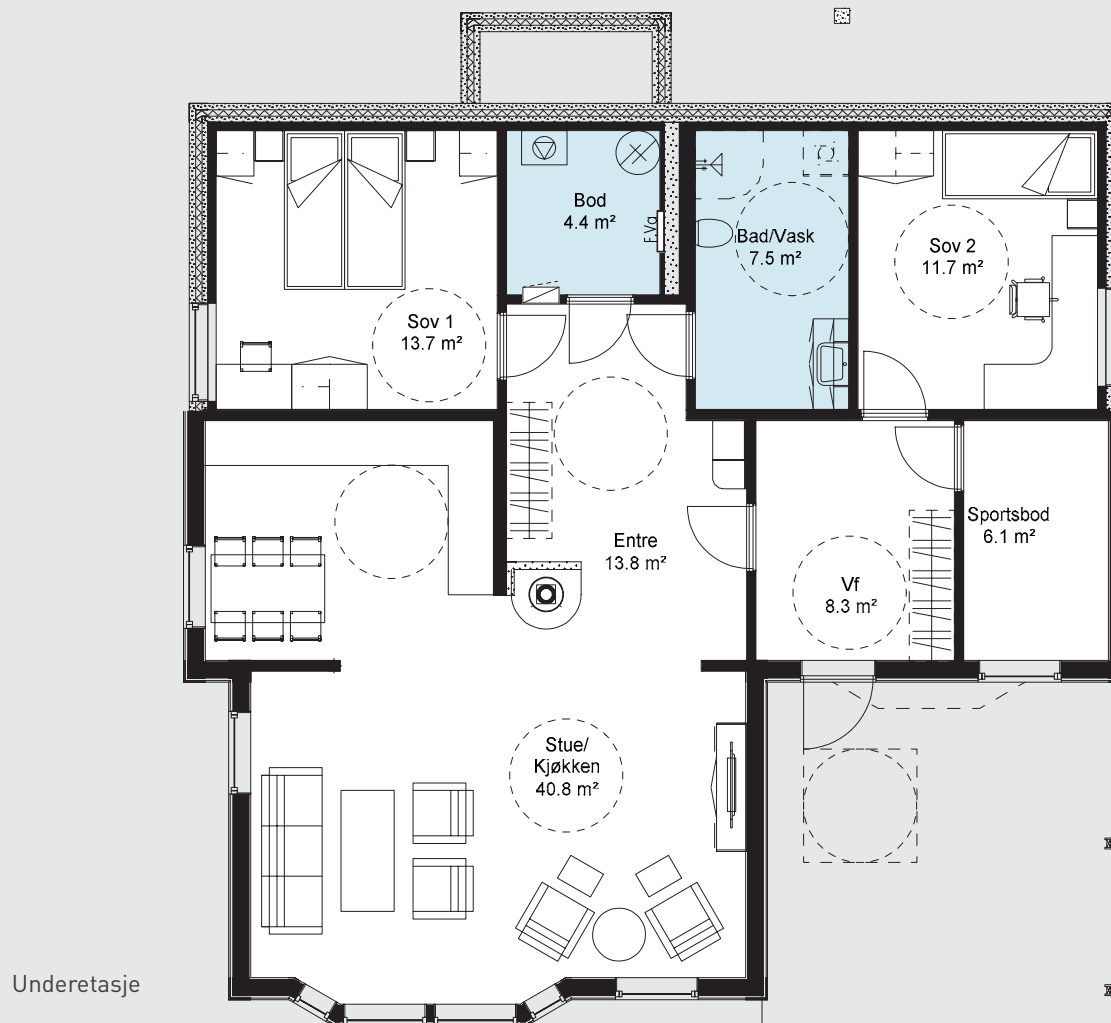 Bod
4.4 m²
F.Va
Bad/Vask
7.5 m²
Sov 2
11.7 m²
Sov 1
13.7 m²
Sportsbod
6.1 m²
Entre
13.8 m²
Vf
8.3 m²
Stue/
Kjøkken
40.8 m²
Underetasje